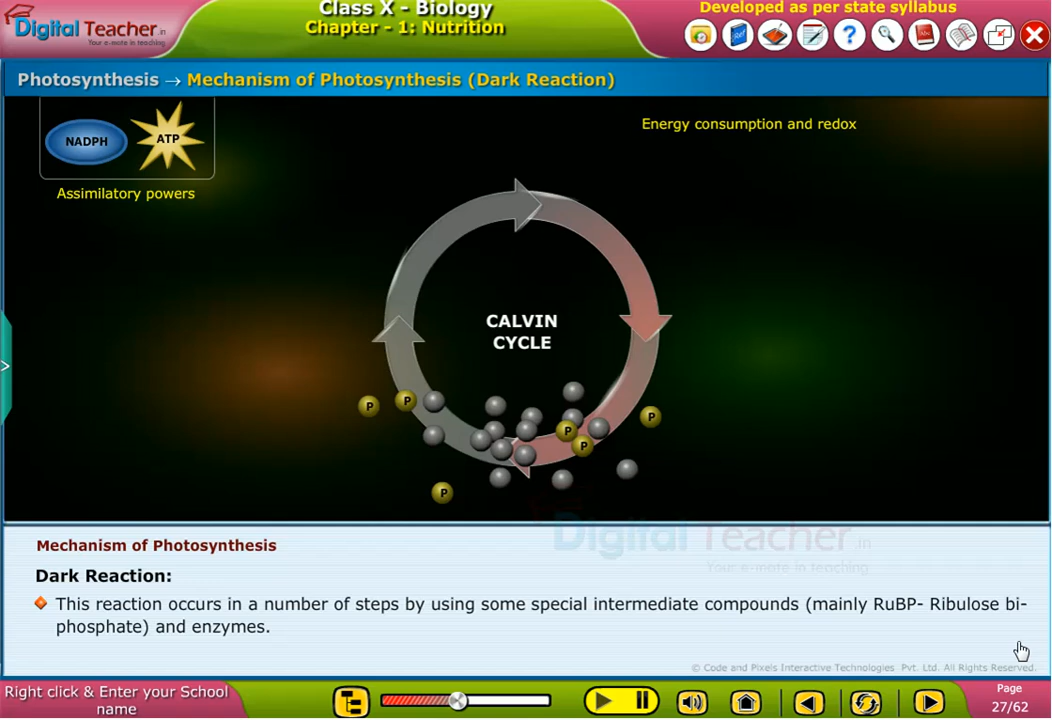 Digital Teacher.in
Your e-mate in teaching
Class X - Biology
Chapter - 1: Nutrition
Developed as per state syllabus
Ref
?
ABC
Photosynthesis → Mechanism of Photosynthesis (Dark Reaction)
NADPH
ATP
Assimilatory powers
Energy consumption and redox
CALVIN
CYCLE
P
P
P
P
P
P
>
Digital Teacher.in
Your e-mate in teaching
Mechanism of Photosynthesis
Dark Reaction:
This reaction occurs in a number of steps by using some special intermediate compounds (mainly RuBP- Ribulose bi-
phosphate) and enzymes.
© Code and Pixels Interactive Technologies Pvt. Ltd. All Rights Reserved.
Right click & Enter your School
name
Page
27/62